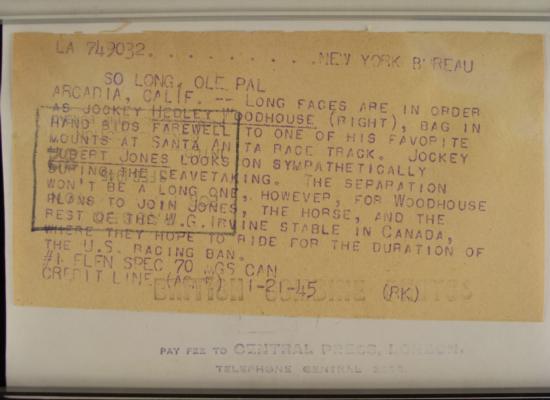 LA 749032. . . . . . . . . . NEW YORK BUREAU
SO LONG, OLE PAL
ARCADIA, CALIF. -- LONG FACES ARE IN ORDER
AS JOCKEY HEDLEY WOODHOUSE (RIGHT), BAG IN
HAND BIDS FAREWELL TO ONE OF HIS FAVORITE
MOUNTS AT SANTA ANITA RACE TRACK. JOCKEY
JONES LOOKS ON SYMPATHETICALLY
DURING THE LEAVETAKING. THE SEPARATION
WON'T BE A LONG ONE, HOWEVER, FOR WOODHOUSE
PLANS TO JOIN JONES, THE HORSE, AND THE
REST OF THE W.G. IRVINE STABLE IN CANADA,
WHERE THEY HOPE TO RIDE FOR THE DURATION OF
THE U.S. RACING BAN.
#1 SPEC 70 WGS CAN
CREDIT LINE (ACME) 1-21-45 (RK)
PAY FEE TO CENTRAL PRESS, LONDON.
TELEPHONE CENTRAL